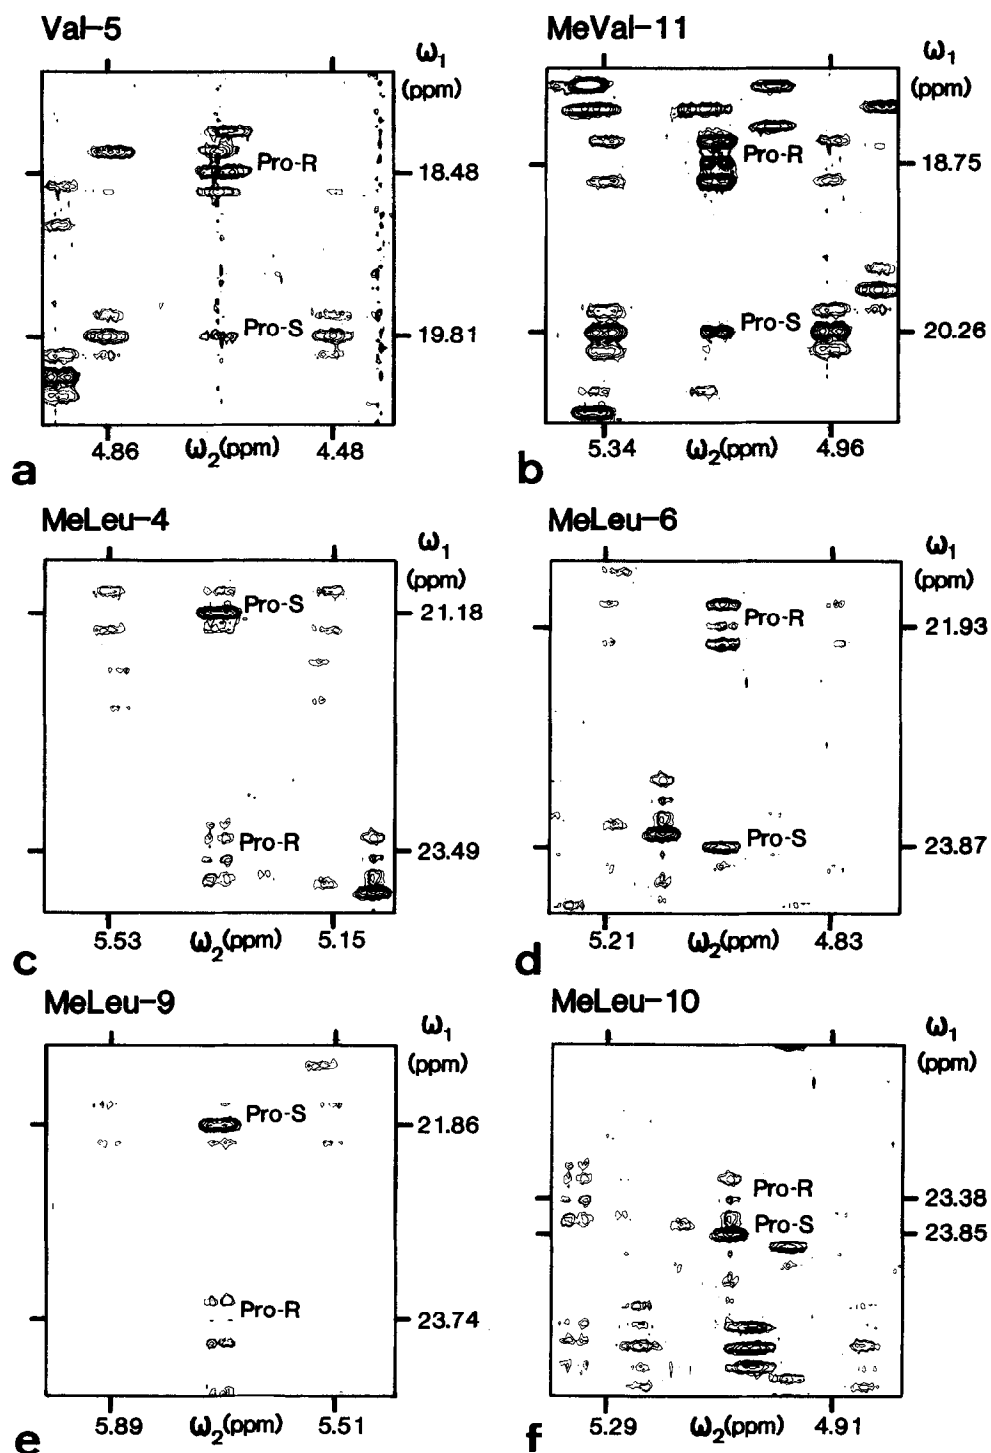 Val-5
ω1
(ppm)
Pro-R
18.48
Pro-S
19.81
4.86
ω2(ppm)
4.48
a
MeVal-11
ω1
(ppm)
Pro-R
18.75
Pro-S
20.26
5.34
ω2(ppm)
4.96
b
MeLeu-4
ω1
(ppm)
Pro-S
21.18
Pro-R
23.49
5.53
ω2(ppm)
5.15
c
MeLeu-6
ω1
(ppm)
Pro-R
21.93
Pro-S
23.87
5.21
ω2(ppm)
4.83
d
MeLeu-9
ω1
(ppm)
Pro-S
21.86
Pro-R
23.74
5.89
ω2(ppm)
5.51
e
MeLeu-10
ω1
(ppm)
Pro-R
23.38
Pro-S
23.85
5.29
ω2(ppm)
4.91
f